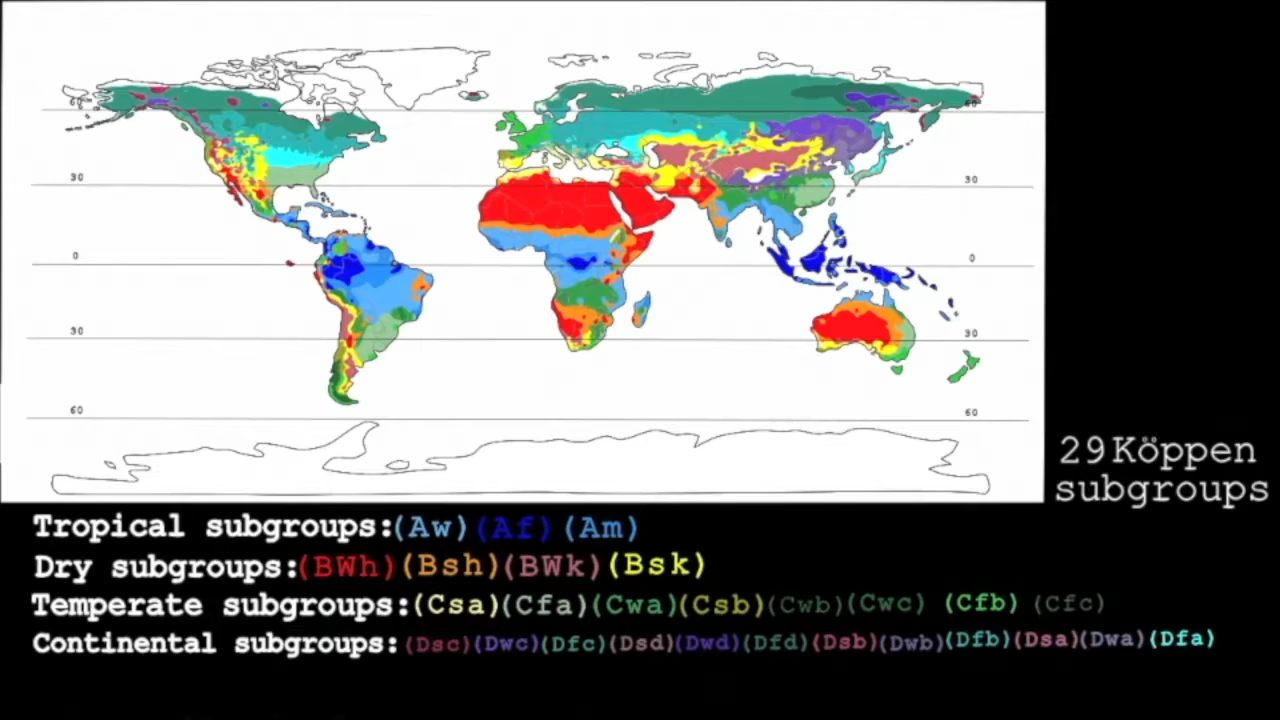 60 60
30 30
0 0
30 30
60 60
29 Köppen
subgroups
Tropical subgroups:(Aw)(Af)(Am)
Dry subgroups:(BWh)(Bsh)(BWk)(Bsk)
Temperate subgroups:(Csa)(Cfa)(Cwa)(Csb)(Cwb)(Cwc) (Cfb) (Cfc)
Continental subgroups:(Dsc)(Dwc)(Dfc)(Dsd)(Dwd)(Dfd)(Dsb)(Dwb)(Dfb)(Dsa)(Dwa)(Dfa)